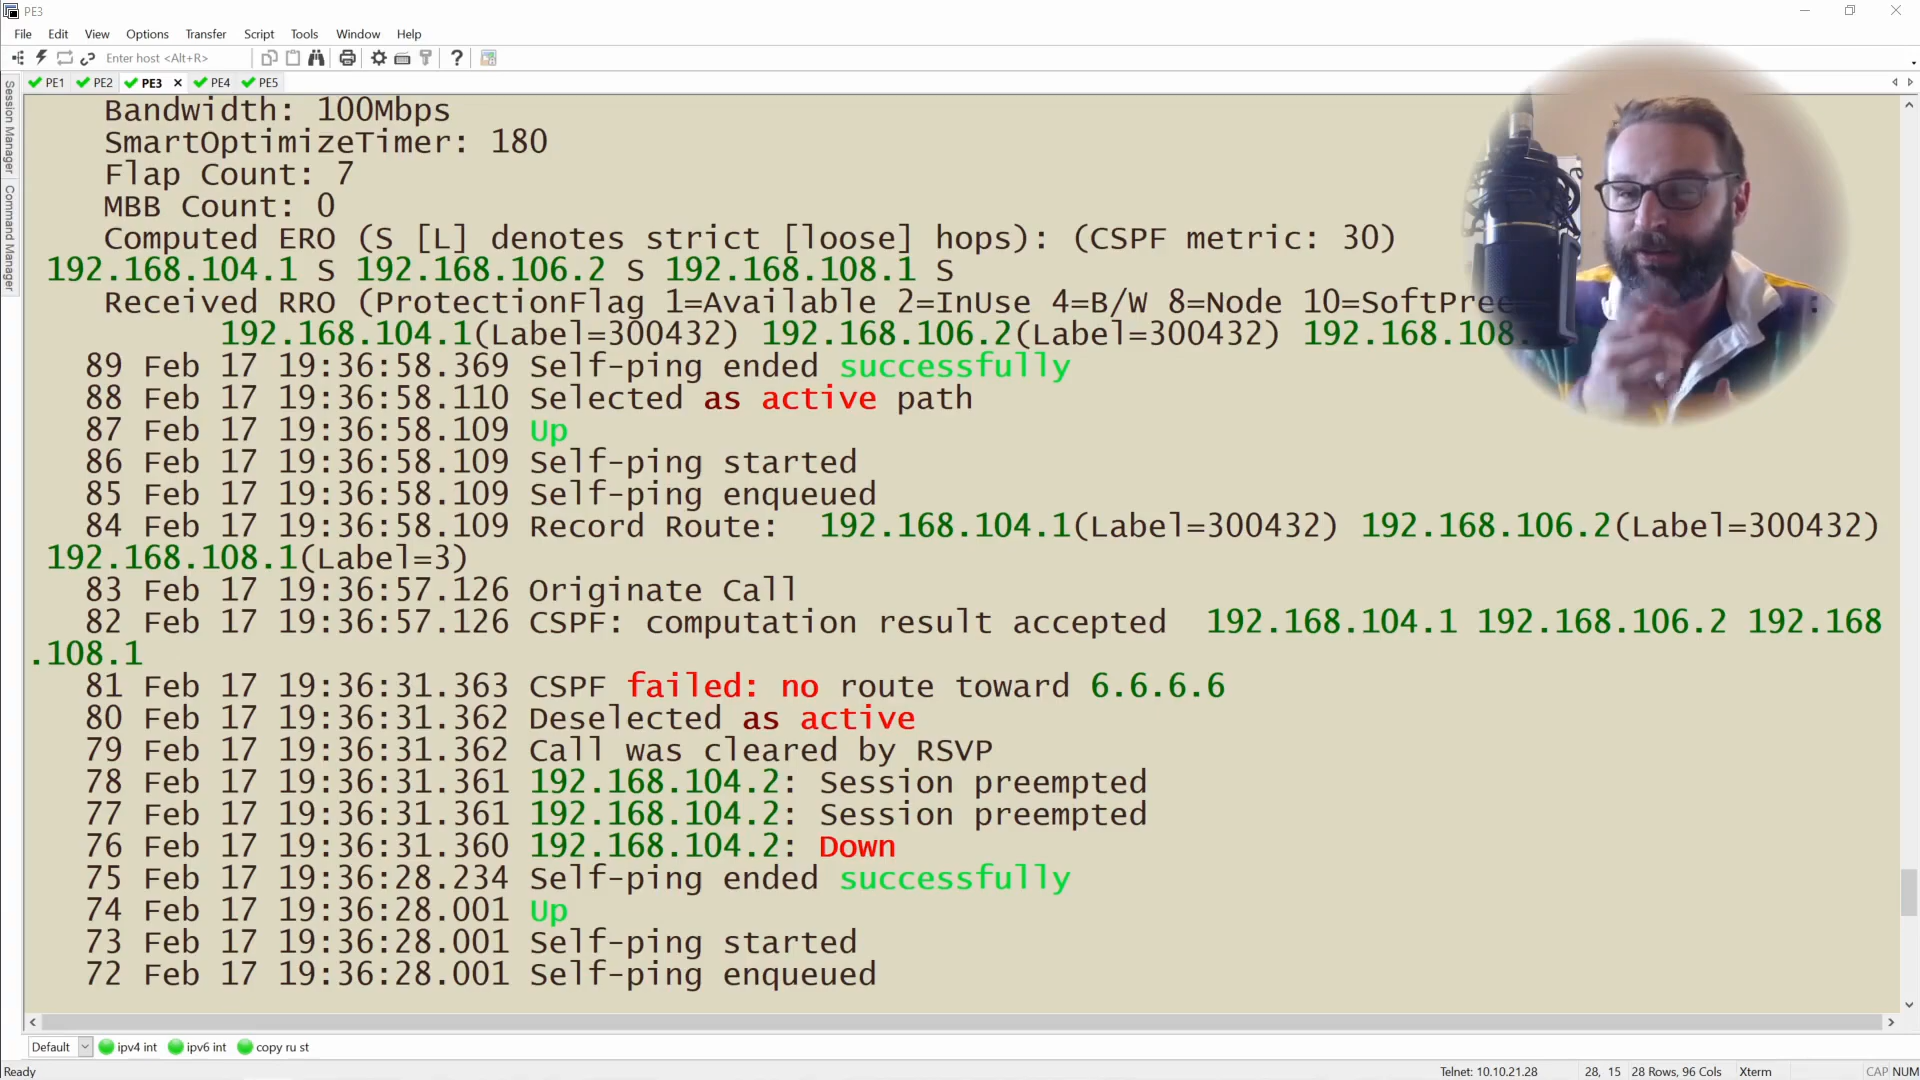 PE3
File Edit View Options Transfer Script Tools Window Help
Enter host <Alt+R>
PE1 PE2 PE3 PE4 PE5
Session Manager
Command Manager
Bandwidth: 100Mbps
SmartOptimizeTimer: 180
Flap Count: 7
MBB Count: 0
Computed ERO (S [L] denotes strict [loose] hops): (CSPF metric: 30)
192.168.104.1 S 192.168.106.2 S 192.168.108.1 S
Received RRO (ProtectionFlag 1=Available 2=InUse 4=B/W 8=Node 10=SoftPree :
192.168.104.1(Label=300432) 192.168.106.2(Label=300432) 192.168.108.
89 Feb 17 19:36:58.369 Self-ping ended successfully
88 Feb 17 19:36:58.110 Selected as active path
87 Feb 17 19:36:58.109 Up
86 Feb 17 19:36:58.109 Self-ping started
85 Feb 17 19:36:58.109 Self-ping enqueued
84 Feb 17 19:36:58.109 Record Route:  192.168.104.1(Label=300432) 192.168.106.2(Label=300432)
192.168.108.1(Label=3)
83 Feb 17 19:36:57.126 Originate Call
82 Feb 17 19:36:57.126 CSPF: computation result accepted  192.168.104.1 192.168.106.2 192.168
.108.1
81 Feb 17 19:36:31.363 CSPF failed: no route toward 6.6.6.6
80 Feb 17 19:36:31.362 Deselected as active
79 Feb 17 19:36:31.362 Call was cleared by RSVP
78 Feb 17 19:36:31.361 192.168.104.2: Session preempted
77 Feb 17 19:36:31.361 192.168.104.2: Session preempted
76 Feb 17 19:36:31.360 192.168.104.2: Down
75 Feb 17 19:36:28.234 Self-ping ended successfully
74 Feb 17 19:36:28.001 Up
73 Feb 17 19:36:28.001 Self-ping started
72 Feb 17 19:36:28.001 Self-ping enqueued
Default ipv4 int ipv6 int copy ru st
Ready Telnet: 10.10.21.28 28, 15 28 Rows, 96 Cols Xterm CAP NUM